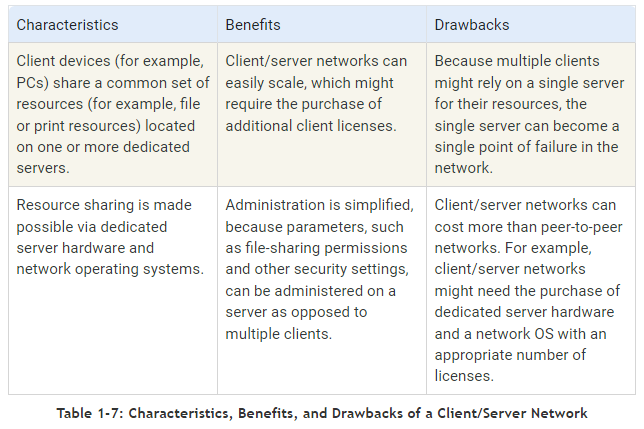 Characteristics
Benefits
Drawbacks
Client devices (for example,
PCs) share a common set of
resources (for example, file
or print resources) located
on one or more dedicated
servers.
Client/server networks can
easily scale, which might
require the purchase of
additional client licenses.
Because multiple clients
might rely on a single server
for their resources, the
single server can become a
single point of failure in the
network.
Resource sharing is made
possible via dedicated
server hardware and
network operating systems.
Administration is simplified,
because parameters, such
as file-sharing permissions
and other security settings,
can be administered on a
server as opposed to
multiple clients.
Client/server networks can
cost more than peer-to-peer
networks. For example,
client/server networks
might need the purchase of
dedicated server hardware
and a network OS with an
appropriate number of
licenses.
Table 1-7: Characteristics, Benefits, and Drawbacks of a Client/Server Network